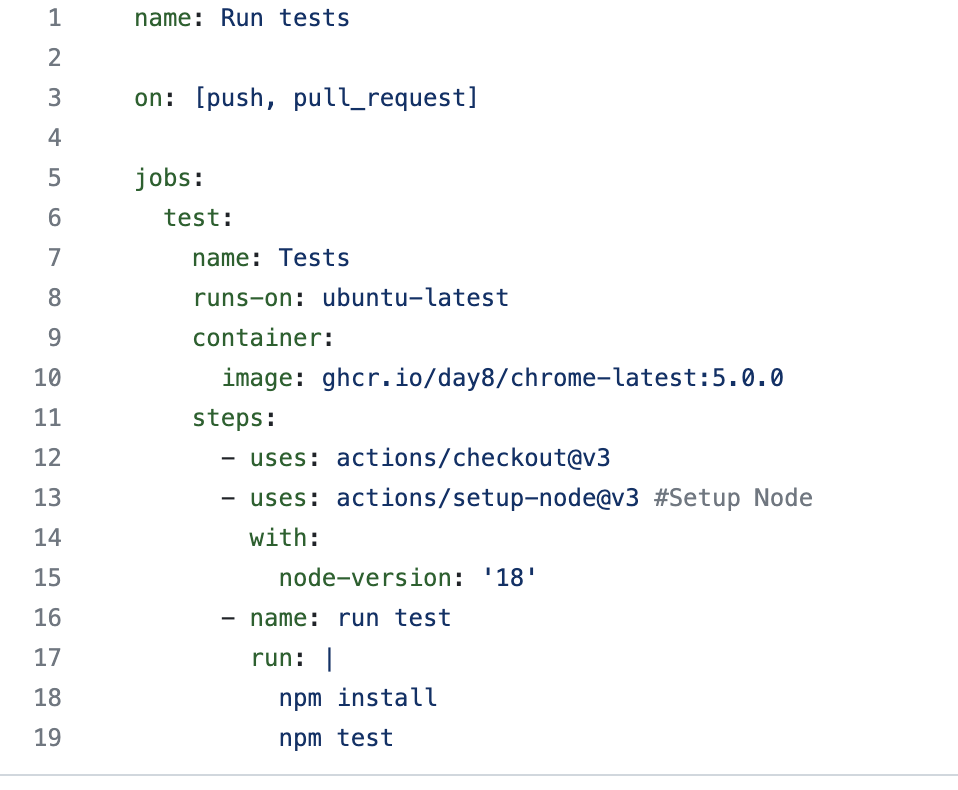 1 name: Run tests
2
3 on: [push, pull_request]
4
5 jobs:
6   test:
7     name: Tests
8     runs-on: ubuntu-latest
9     container:
10       image: ghcr.io/day8/chrome-latest:5.0.0
11     steps:
12       - uses: actions/checkout@v3
13       - uses: actions/setup-node@v3 #Setup Node
14         with:
15           node-version: '18'
16       - name: run test
17         run: |
18           npm install
19           npm test